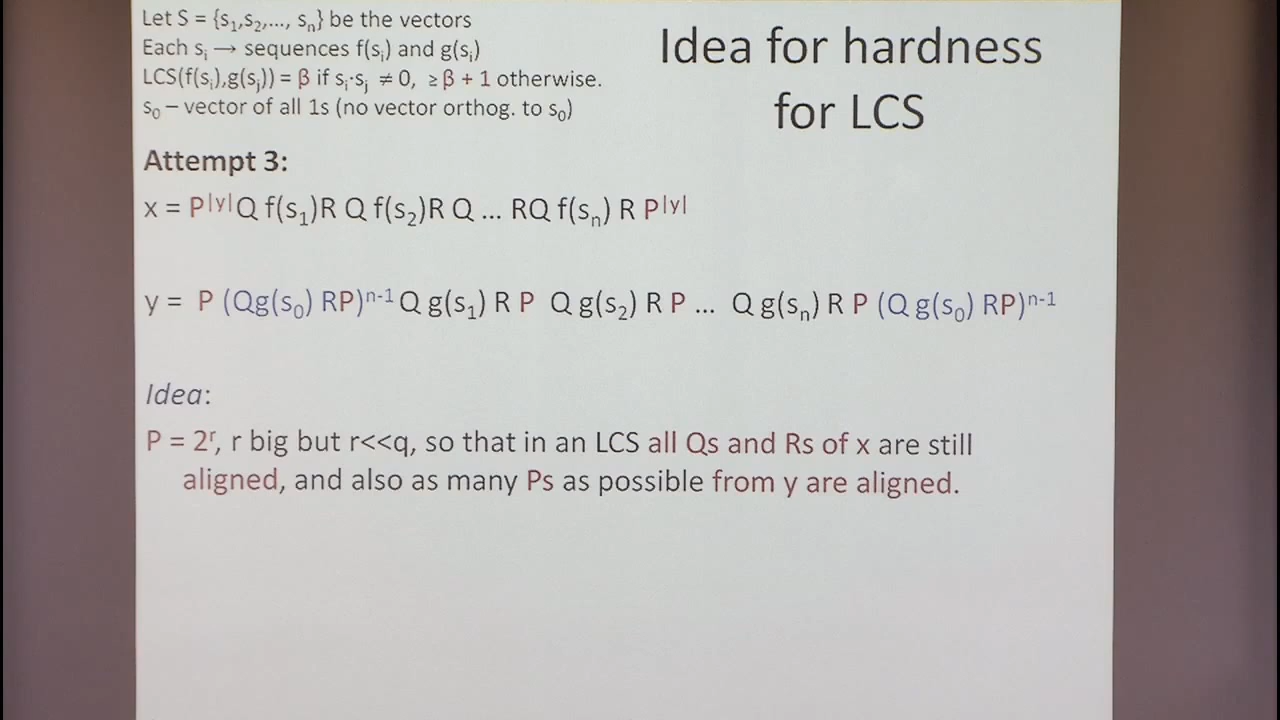 Let S = {s₁,s₂,..., sₙ} be the vectors
Each sᵢ → sequences f(sᵢ) and g(sᵢ)
LCS(f(sᵢ),g(sⱼ)) = β if sᵢ·sⱼ ≠ 0, ≥ β + 1 otherwise.
s₀ – vector of all 1s (no vector orthog. to s₀)
Idea for hardness
for LCS
Attempt 3:
x = P|y|Q f(s₁)R Q f(s₂)R Q ... RQ f(sₙ) R P|y|
y = P (Qg(s₀) RP)ⁿ⁻¹ Q g(s₁) R P Q g(s₂) R P ... Q g(sₙ) R P (Q g(s₀) RP)ⁿ⁻¹
Idea:
P = 2ʳ, r big but r<<q, so that in an LCS all Qs and Rs of x are still
aligned, and also as many Ps as possible from y are aligned.